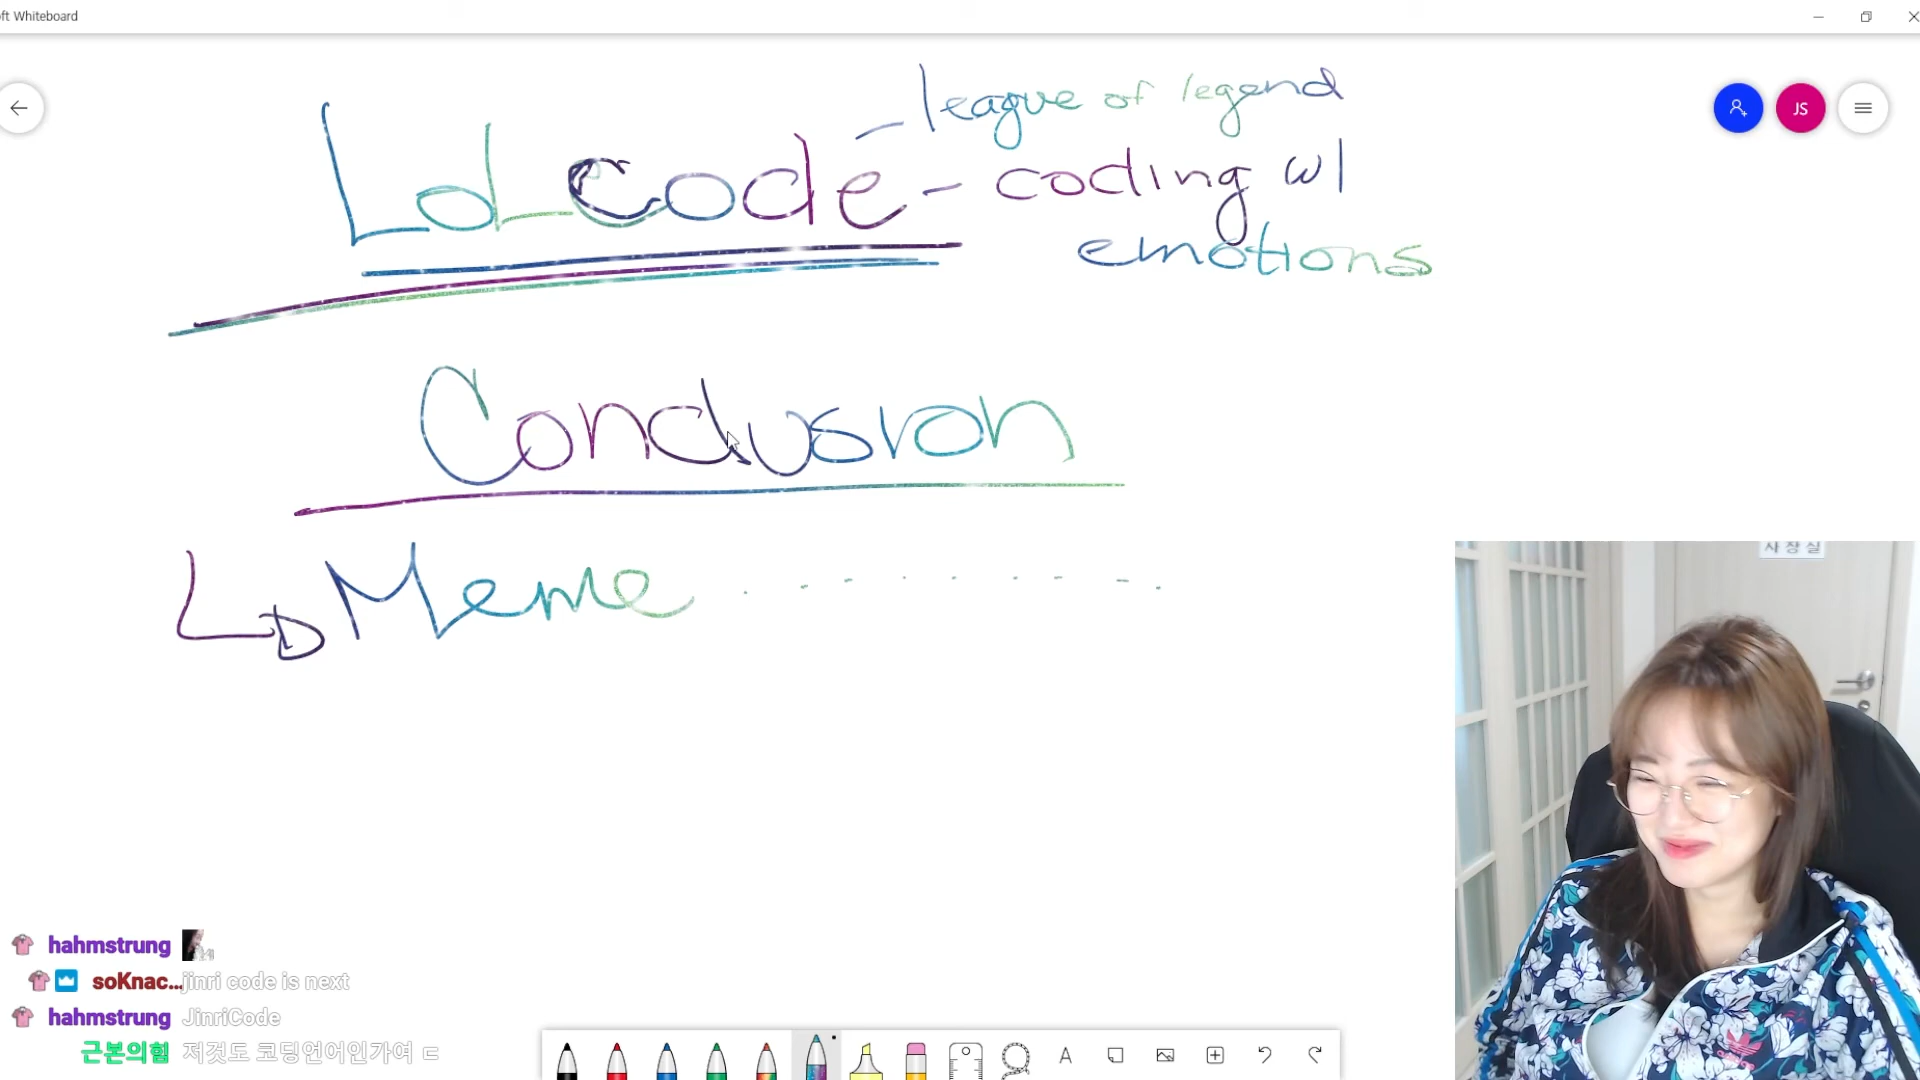 ft Whiteboard
JS
LoLcode - league of legend
- coding w/
emotions
Conclusion
Meme ..........
사장실
hahmstrung
soKnac... jinri code is next
hahmstrung JinriCode
근본의힘 저것도 코딩언어인가여 ㄷ
A